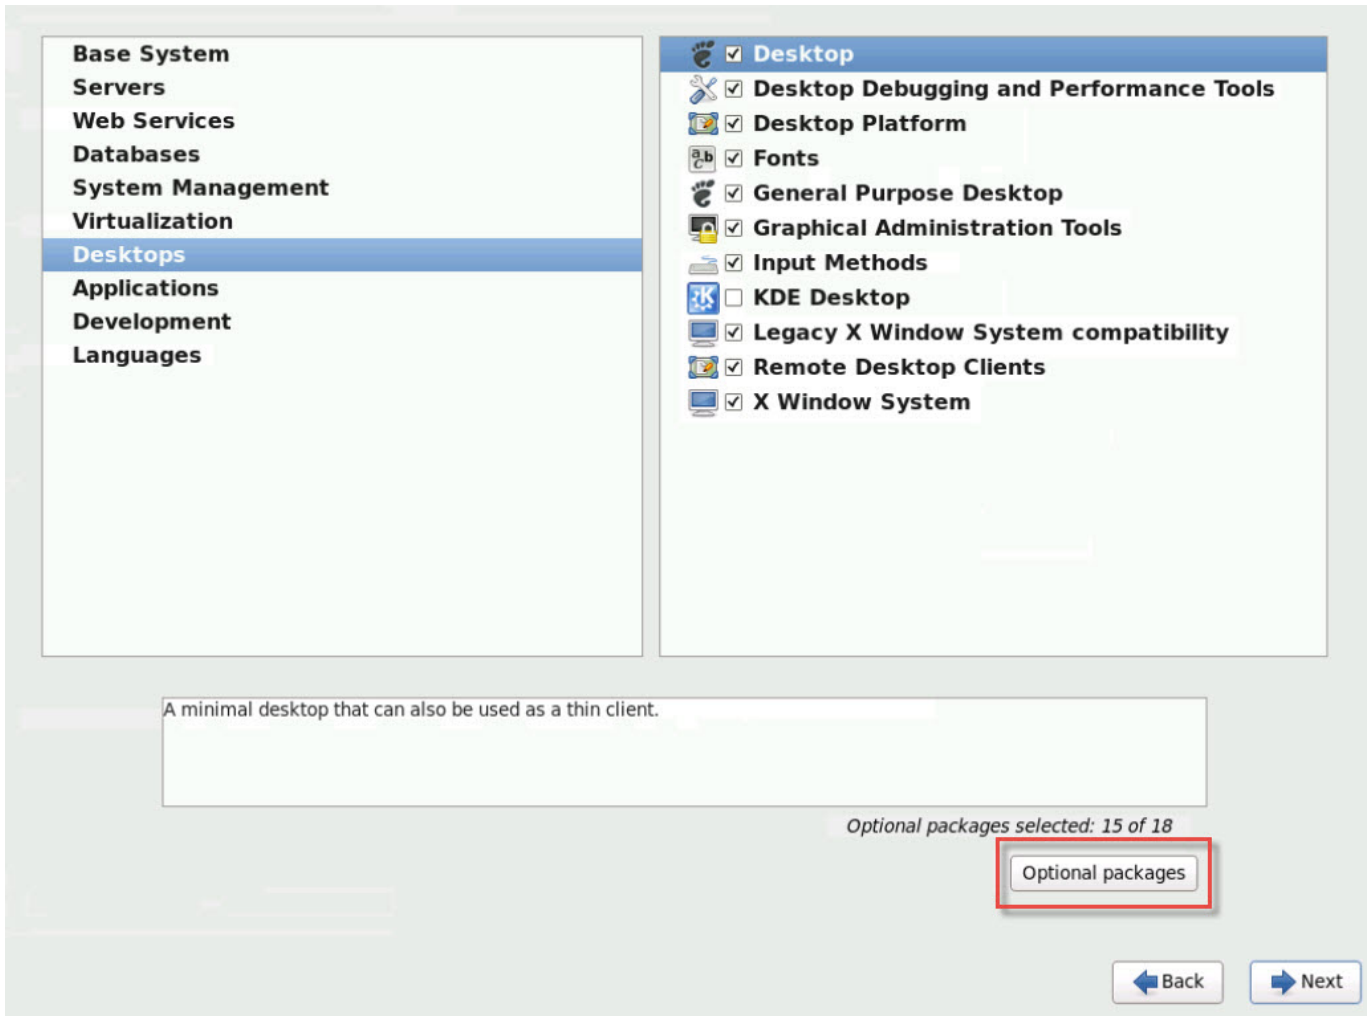 Base System
Servers
Web Services
Databases
System Management
Virtualization
Desktops
Applications
Development
Languages
Desktop
Desktop Debugging and Performance Tools
Desktop Platform
Fonts
General Purpose Desktop
Graphical Administration Tools
Input Methods
KDE Desktop
Legacy X Window System compatibility
Remote Desktop Clients
X Window System
A minimal desktop that can also be used as a thin client.
Optional packages selected: 15 of 18
Optional packages
Back
Next